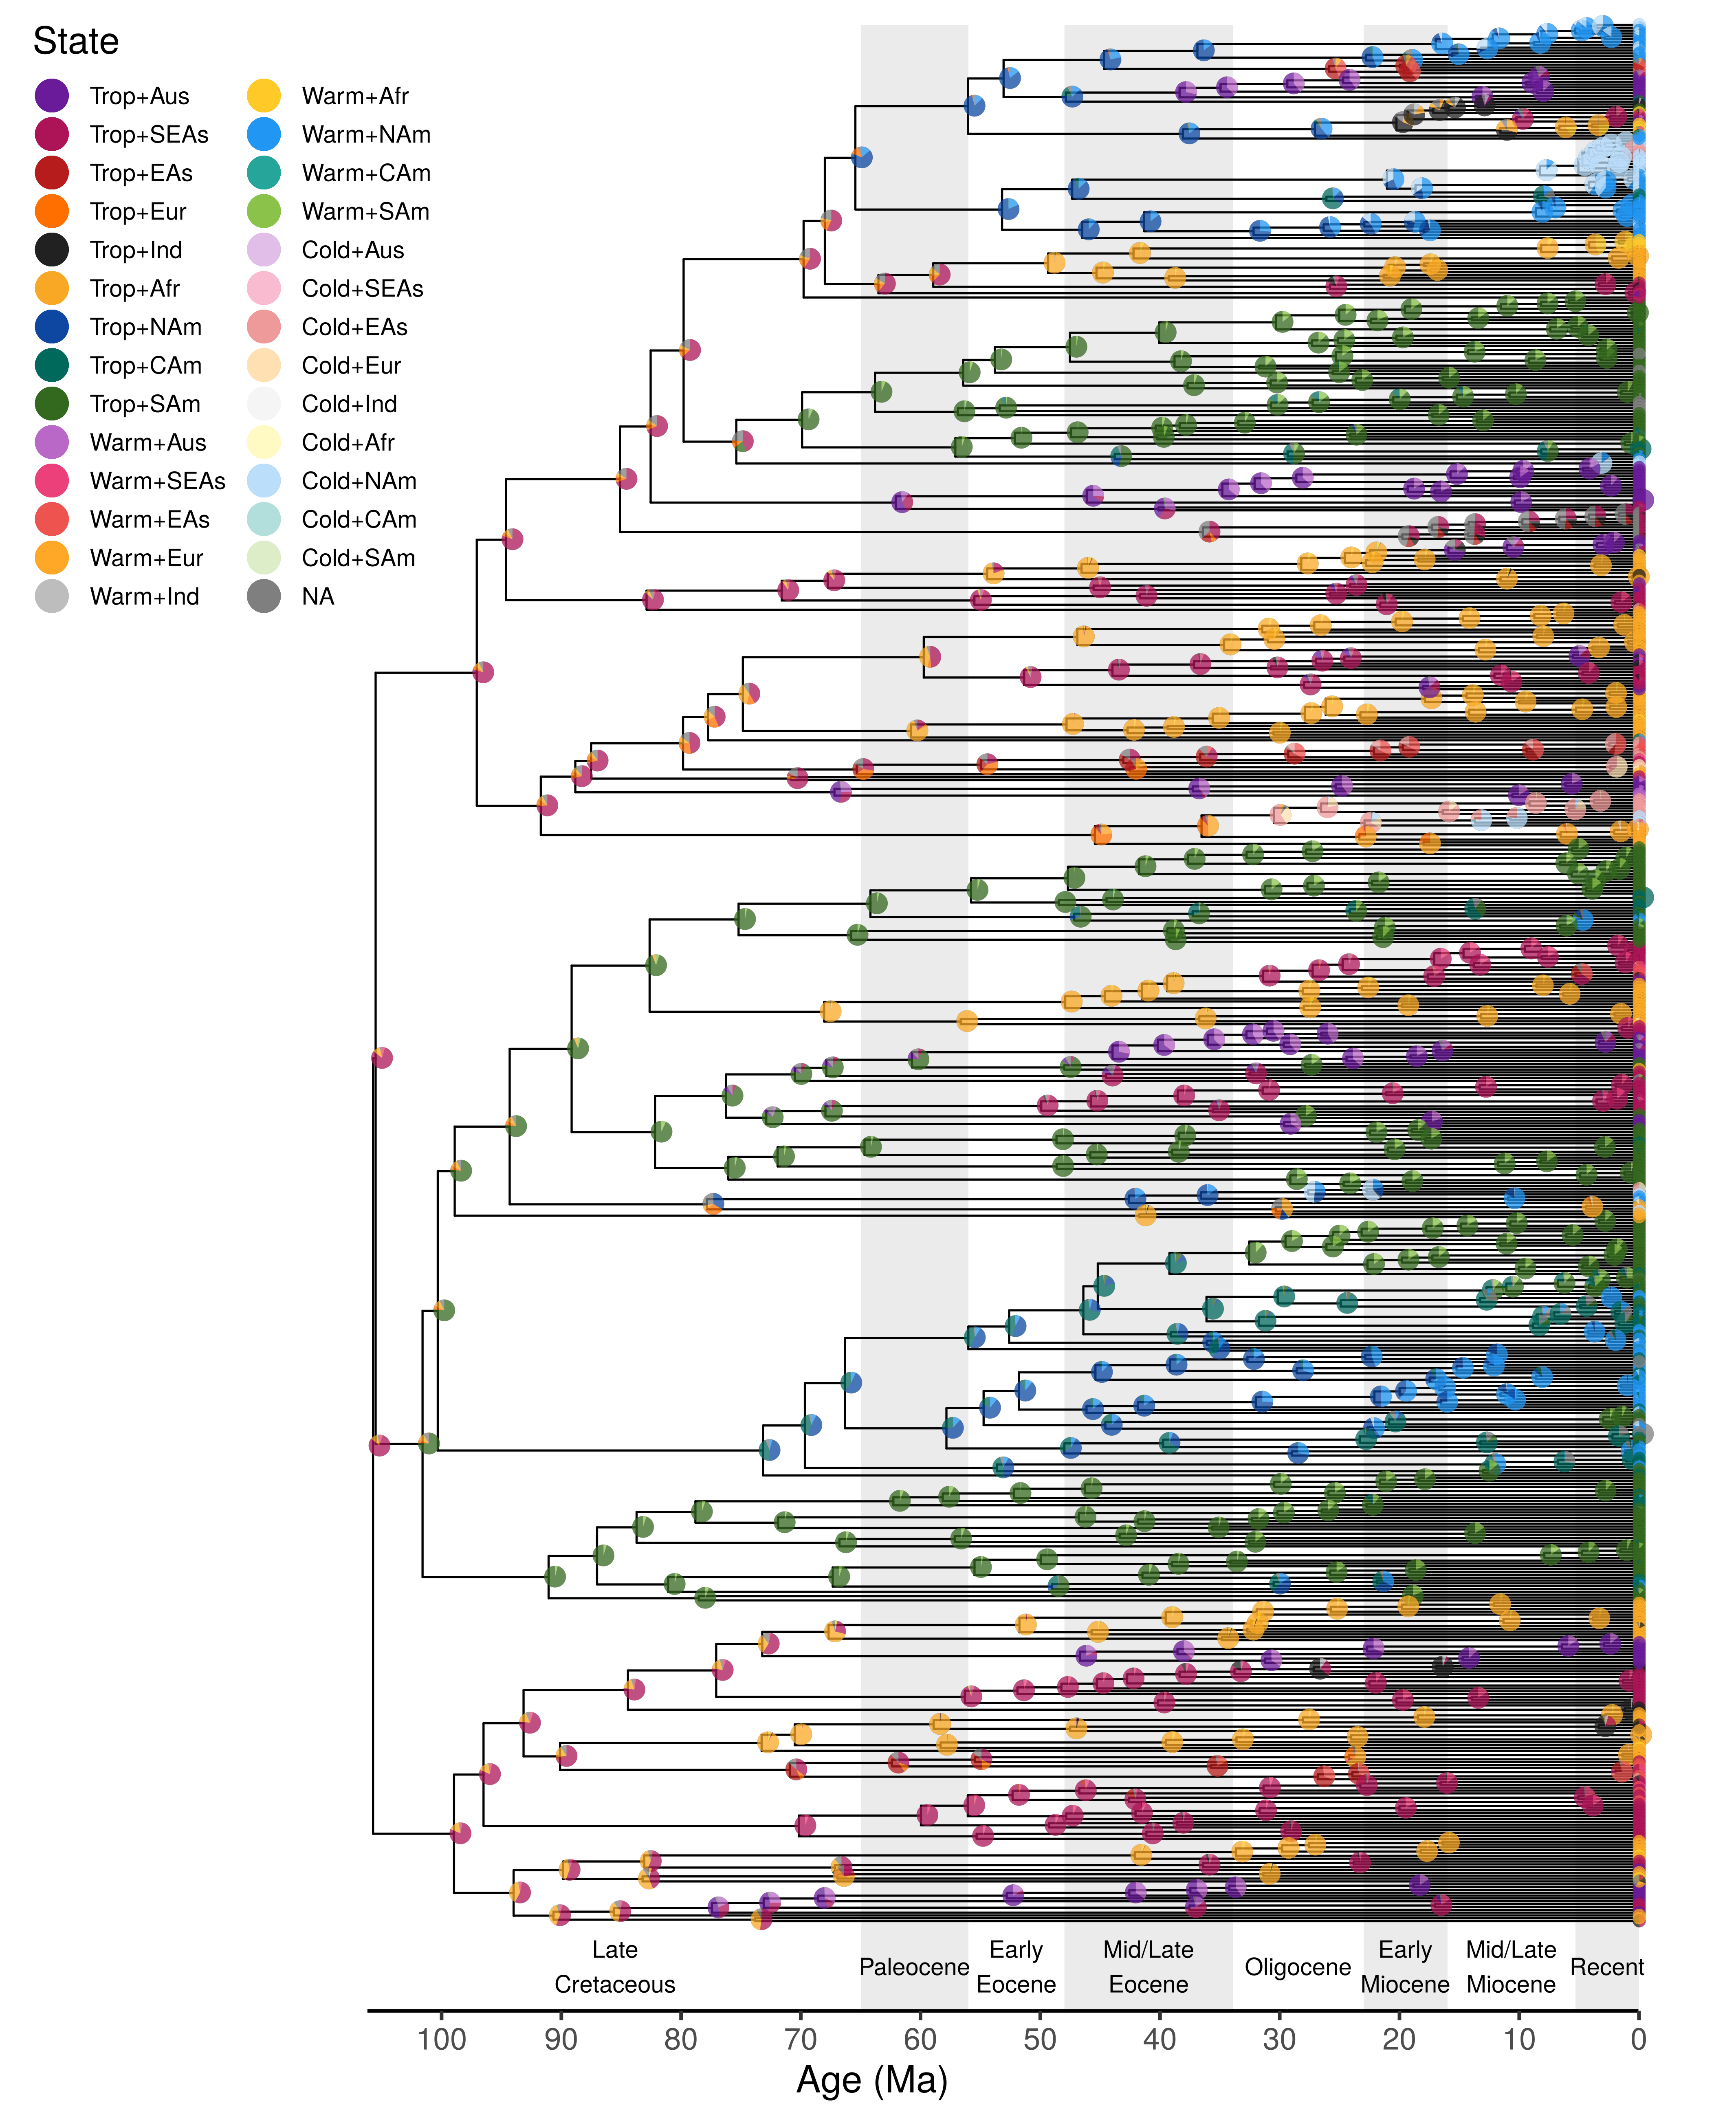 State
Trop+Aus
Trop+SEAs
Trop+EAs
Trop+Eur
Trop+Ind
Trop+Afr
Trop+NAm
Trop+CAm
Trop+SAm
Warm+Aus
Warm+SEAs
Warm+EAs
Warm+Eur
Warm+Ind
Warm+Afr
Warm+NAm
Warm+CAm
Warm+SAm
Cold+Aus
Cold+SEAs
Cold+EAs
Cold+Eur
Cold+Ind
Cold+Afr
Cold+NAm
Cold+CAm
Cold+SAm
NA
Late
Cretaceous
Paleocene
Early
Eocene
Mid/Late
Eocene
Oligocene
Early
Miocene
Mid/Late
Miocene
Recent
100 90 80 70 60 50 40 30 20 10 0
Age (Ma)